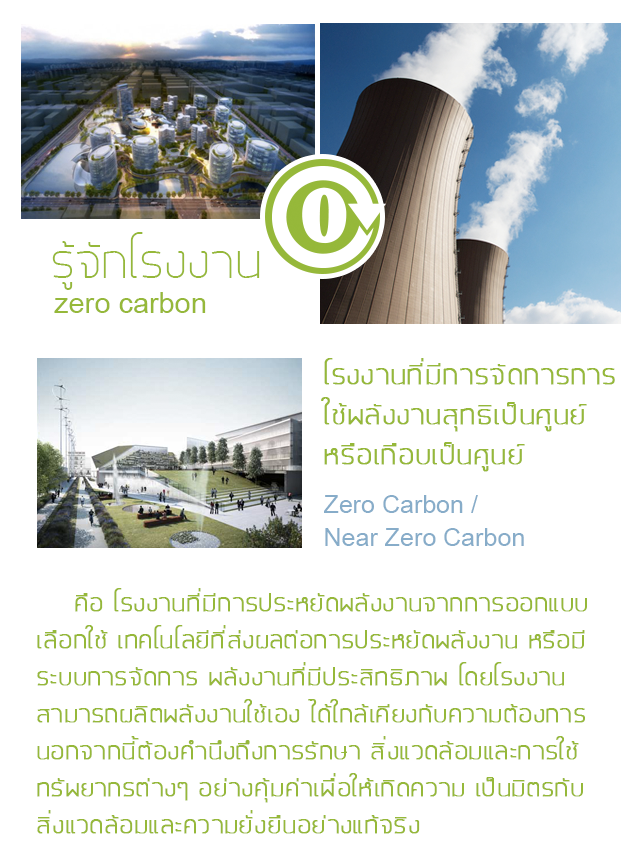 0
รู้จักโรงงาน
zero carbon
โรงงานที่มีการจัดการการ
ใช้พลังงานสุทธิเป็นศูนย์
หรือเกือบเป็นศูนย์
Zero Carbon /
Near Zero Carbon
คือ โรงงานที่มีการประหยัดพลังงานจากการออกแบบ
เลือกใช้ เทคโนโลยีที่ส่งผลต่อการประหยัดพลังงาน หรือมี
ระบบการจัดการ พลังงานที่มีประสิทธิภาพ โดยโรงงาน
สามารถผลิตพลังงานใช้เอง ได้ใกล้เคียงกับความต้องการ
นอกจากนี้ต้องคำนึงถึงการรักษา สิ่งแวดล้อมและการใช้
ทรัพยากรต่างๆ อย่างคุ้มค่าเพื่อให้เกิดความ เป็นมิตรกับ
สิ่งแวดล้อมและความยั่งยืนอย่างแท้จริง